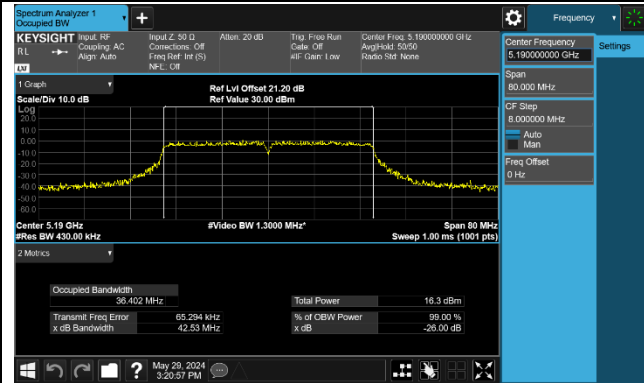 Spectrum Analyzer 1
Occupied BW
+
Frequency
KEYSIGHT
RL
LXI
Input: RF
Coupling: AC
Align: Auto
Input Z: 50 Ω
Corrections: Off
Freq Ref: Int (S)
NFE: Off
Atten: 20 dB
Trig: Free Run
Gate: Off
#IF Gain: Low
Center Freq: 5.190000000 GHz
Avg|Hold: 50/50
Radio Std: None
Center Frequency
5.190000000 GHz
Settings
Span
80.000 MHz
CF Step
8.000000 MHz
Auto
Man
Freq Offset
0 Hz
1 Graph
Scale/Div 10.0 dB
Ref Lvl Offset 21.20 dB
Ref Value 30.00 dBm
Log
20.0
10.0
0.00
-10.0
-20.0
-30.0
-40.0
-50.0
-60.0
Center 5.19 GHz
#Res BW 430.00 kHz
#Video BW 1.3000 MHz*
Span 80 MHz
Sweep 1.00 ms (1001 pts)
2 Metrics
Occupied Bandwidth
36.402 MHz
Total Power 16.3 dBm
Transmit Freq Error 65.294 kHz
% of OBW Power 99.00 %
x dB Bandwidth 42.53 MHz
x dB -26.00 dB
?
May 29, 2024
3:20:57 PM